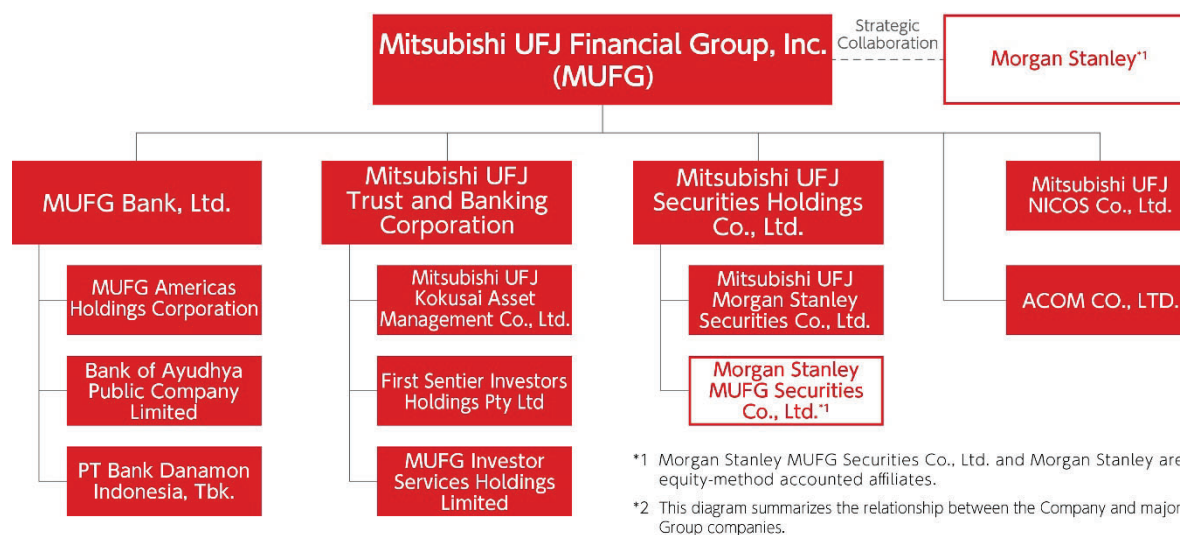 Mitsubishi UFJ Financial Group, Inc.
(MUFG)
Strategic
Collaboration
Morgan Stanley*1
MUFG Bank, Ltd.
Mitsubishi UFJ
Trust and Banking
Corporation
Mitsubishi UFJ
Securities Holdings
Co., Ltd.
Mitsubishi UFJ
NICOS Co., Ltd.
MUFG Americas
Holdings Corporation
Mitsubishi UFJ
Kokusai Asset
Management Co., Ltd.
Mitsubishi UFJ
Morgan Stanley
Securities Co., Ltd.
ACOM CO., LTD.
Bank of Ayudhya
Public Company
Limited
First Sentier Investors
Holdings Pty Ltd
Morgan Stanley
MUFG Securities
Co., Ltd.*1
PT Bank Danamon
Indonesia, Tbk.
MUFG Investor
Services Holdings
Limited
*1 Morgan Stanley MUFG Securities Co., Ltd. and Morgan Stanley are
equity-method accounted affiliates.
*2 This diagram summarizes the relationship between the Company and major
Group companies.